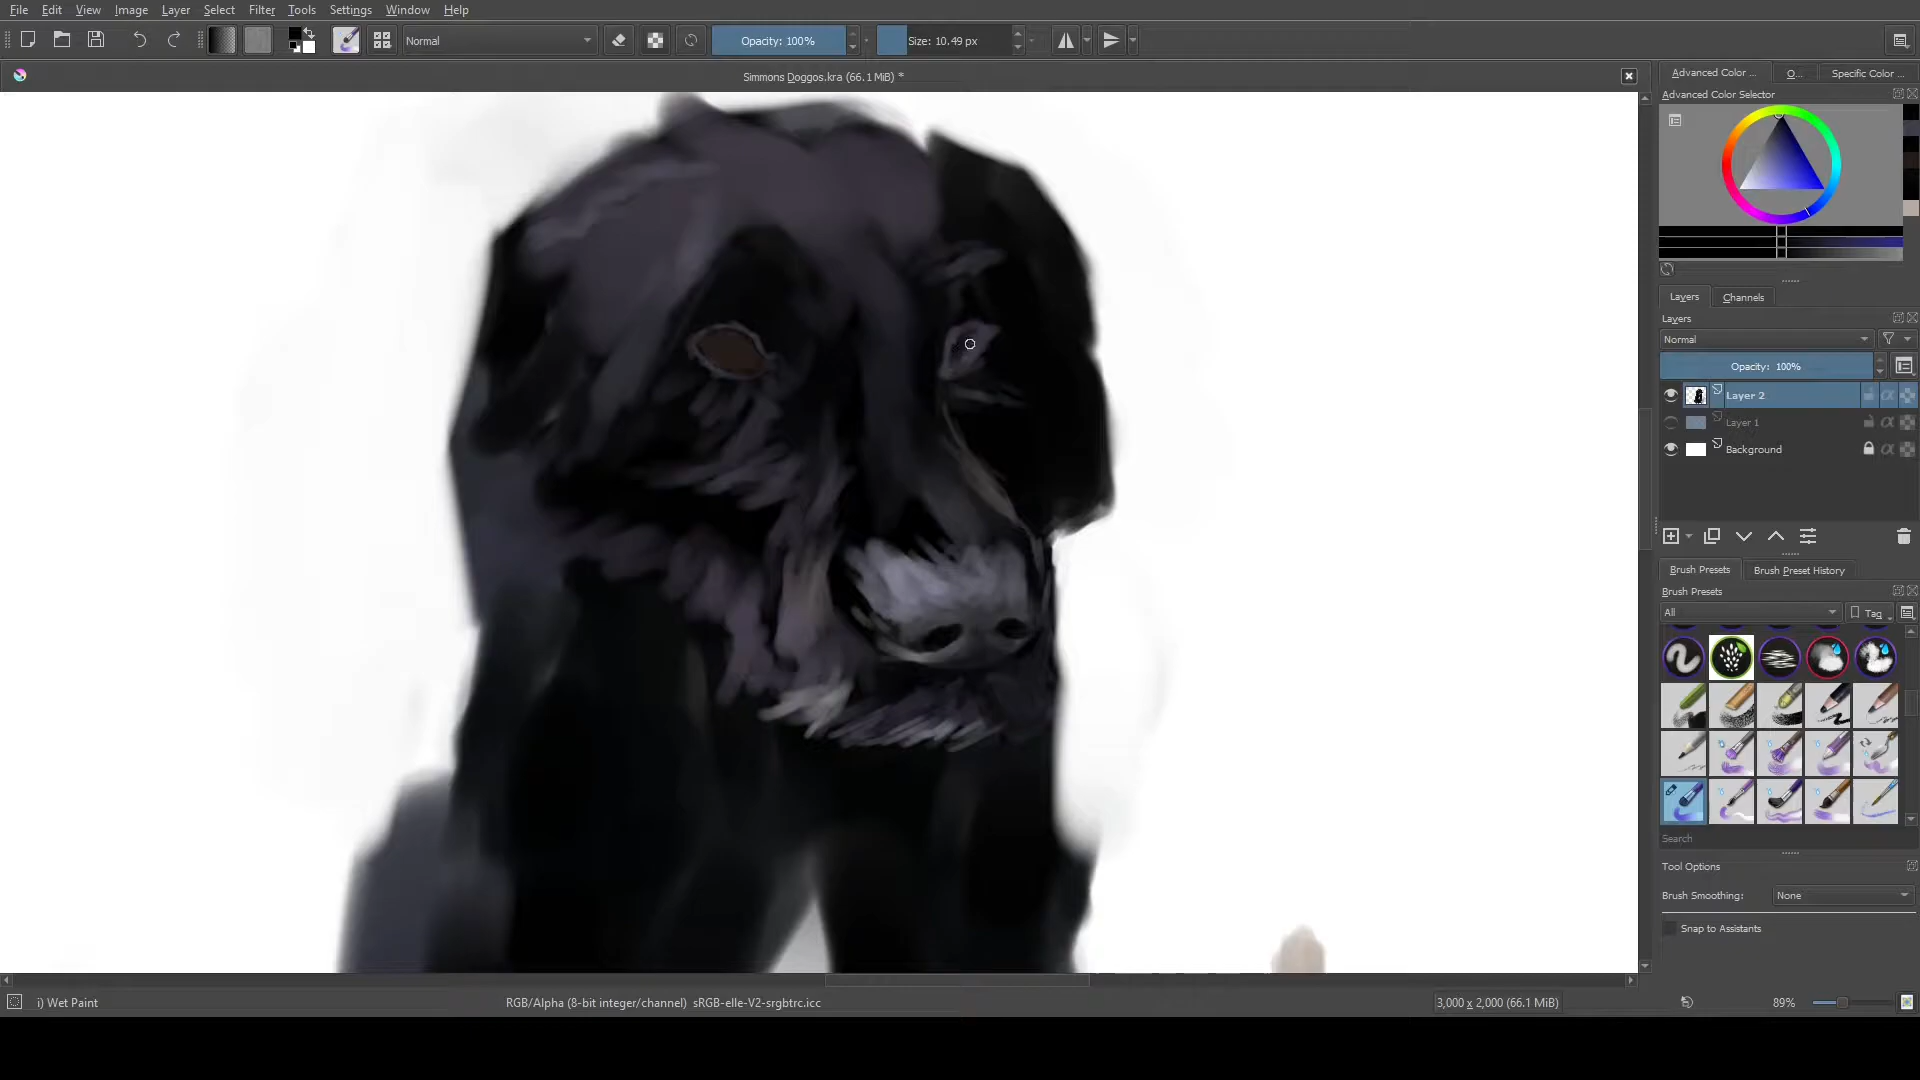 File Edit View Image Layer Select Filter Tools Settings Window Help
Normal Opacity: 100% Size: 10.49 px
Simmons Doggos.kra (66.1 MiB) *
Advanced Color ... O... Specific Color ...
Advanced Color Selector
Layers Channels
Layers
Normal
Opacity: 100%
Layer 2
Layer 1
Background
Brush Presets Brush Preset History
Brush Presets
All Tag
Search
Tool Options
Brush Smoothing: None
Snap to Assistants
i) Wet Paint RGB/Alpha (8-bit integer/channel) sRGB-elle-V2-srgbtrc.icc 3,000 x 2,000 (66.1 MiB) 89%